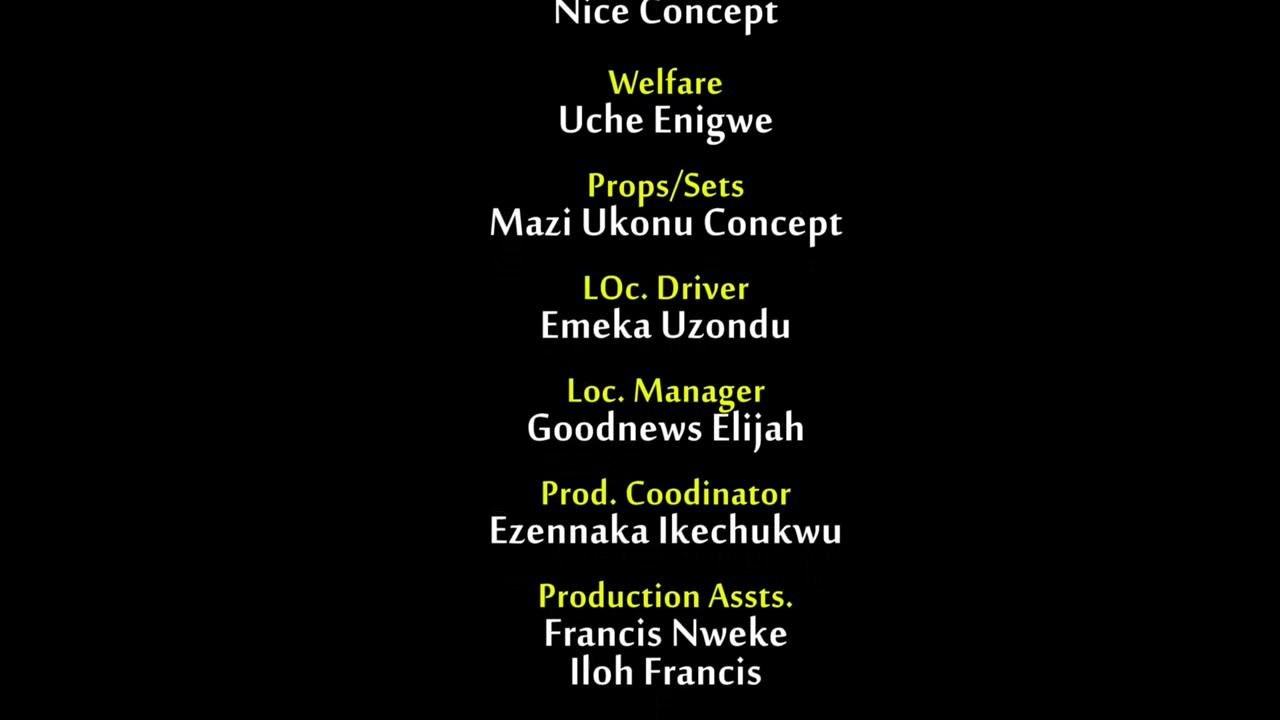 Nice Concept
Welfare
Uche Enigwe
Props/Sets
Mazi Ukonu Concept
LOc. Driver
Emeka Uzondu
Loc. Manager
Goodnews Elijah
Prod. Coodinator
Ezennaka Ikechukwu
Production Assts.
Francis Nweke
Iloh Francis